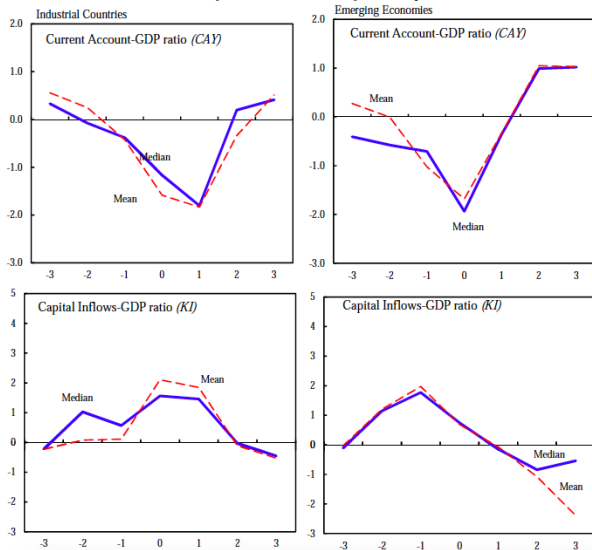 Industrial Countries
Emerging Economies
Current Account-GDP ratio (CAY)
2.0
1.0
0.0
-1.0
-2.0
-3.0
Median
Mean
-3 -2 -1 0 1 2 3
Current Account-GDP ratio (CAY)
2.0
1.0
0.0
-1.0
-2.0
-3.0
Mean
Median
-3 -2 -1 0 1 2 3
Capital Inflows-GDP ratio (KI)
5
4
3
2
1
0
-1
-2
-3
Median
Mean
-3 -2 -1 0 1 2 3
Capital Inflows-GDP ratio (KI)
5
4
3
2
1
0
-1
-2
-3
Median
Mean
-3 -2 -1 0 1 2 3